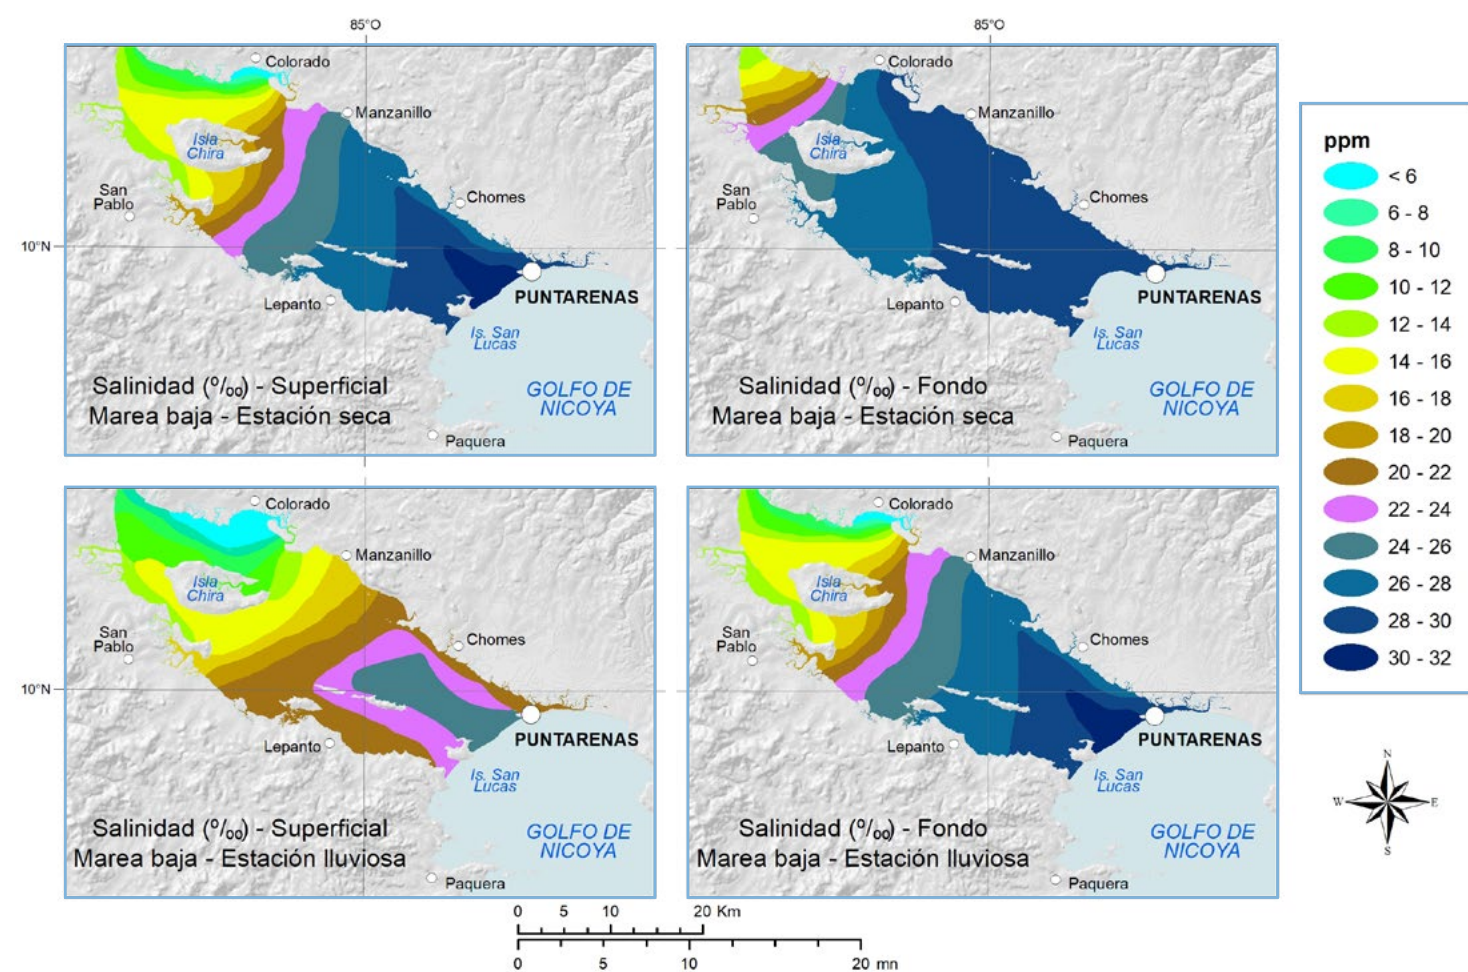 85°O
85°O
Colorado
Manzanillo
Isla
Chira
San
Pablo
Chomes
10°N
Lepanto
PUNTARENAS
Is. San
Lucas
Salinidad (º/₀₀) - Superficial
Marea baja - Estación seca
GOLFO DE
NICOYA
Paquera
Colorado
Manzanillo
Isla
Chira
San
Pablo
Chomes
Lepanto
PUNTARENAS
Is. San
Lucas
Salinidad (º/₀₀) - Fondo
Marea baja - Estación seca
GOLFO DE
NICOYA
Paquera
ppm
< 6
6 - 8
8 - 10
10 - 12
12 - 14
14 - 16
16 - 18
18 - 20
20 - 22
22 - 24
24 - 26
26 - 28
28 - 30
30 - 32
Colorado
Manzanillo
Isla
Chira
San
Pablo
Chomes
10°N
Lepanto
PUNTARENAS
Is. San
Lucas
Salinidad (º/₀₀) - Superficial
Marea baja - Estación lluviosa
GOLFO DE
NICOYA
Paquera
Colorado
Manzanillo
Isla
Chira
San
Pablo
Chomes
Lepanto
PUNTARENAS
Is. San
Lucas
Salinidad (º/₀₀) - Fondo
Marea baja - Estación lluviosa
GOLFO DE
NICOYA
Paquera
N
W E
S
0 5 10 20 Km
0 5 10 20 mn